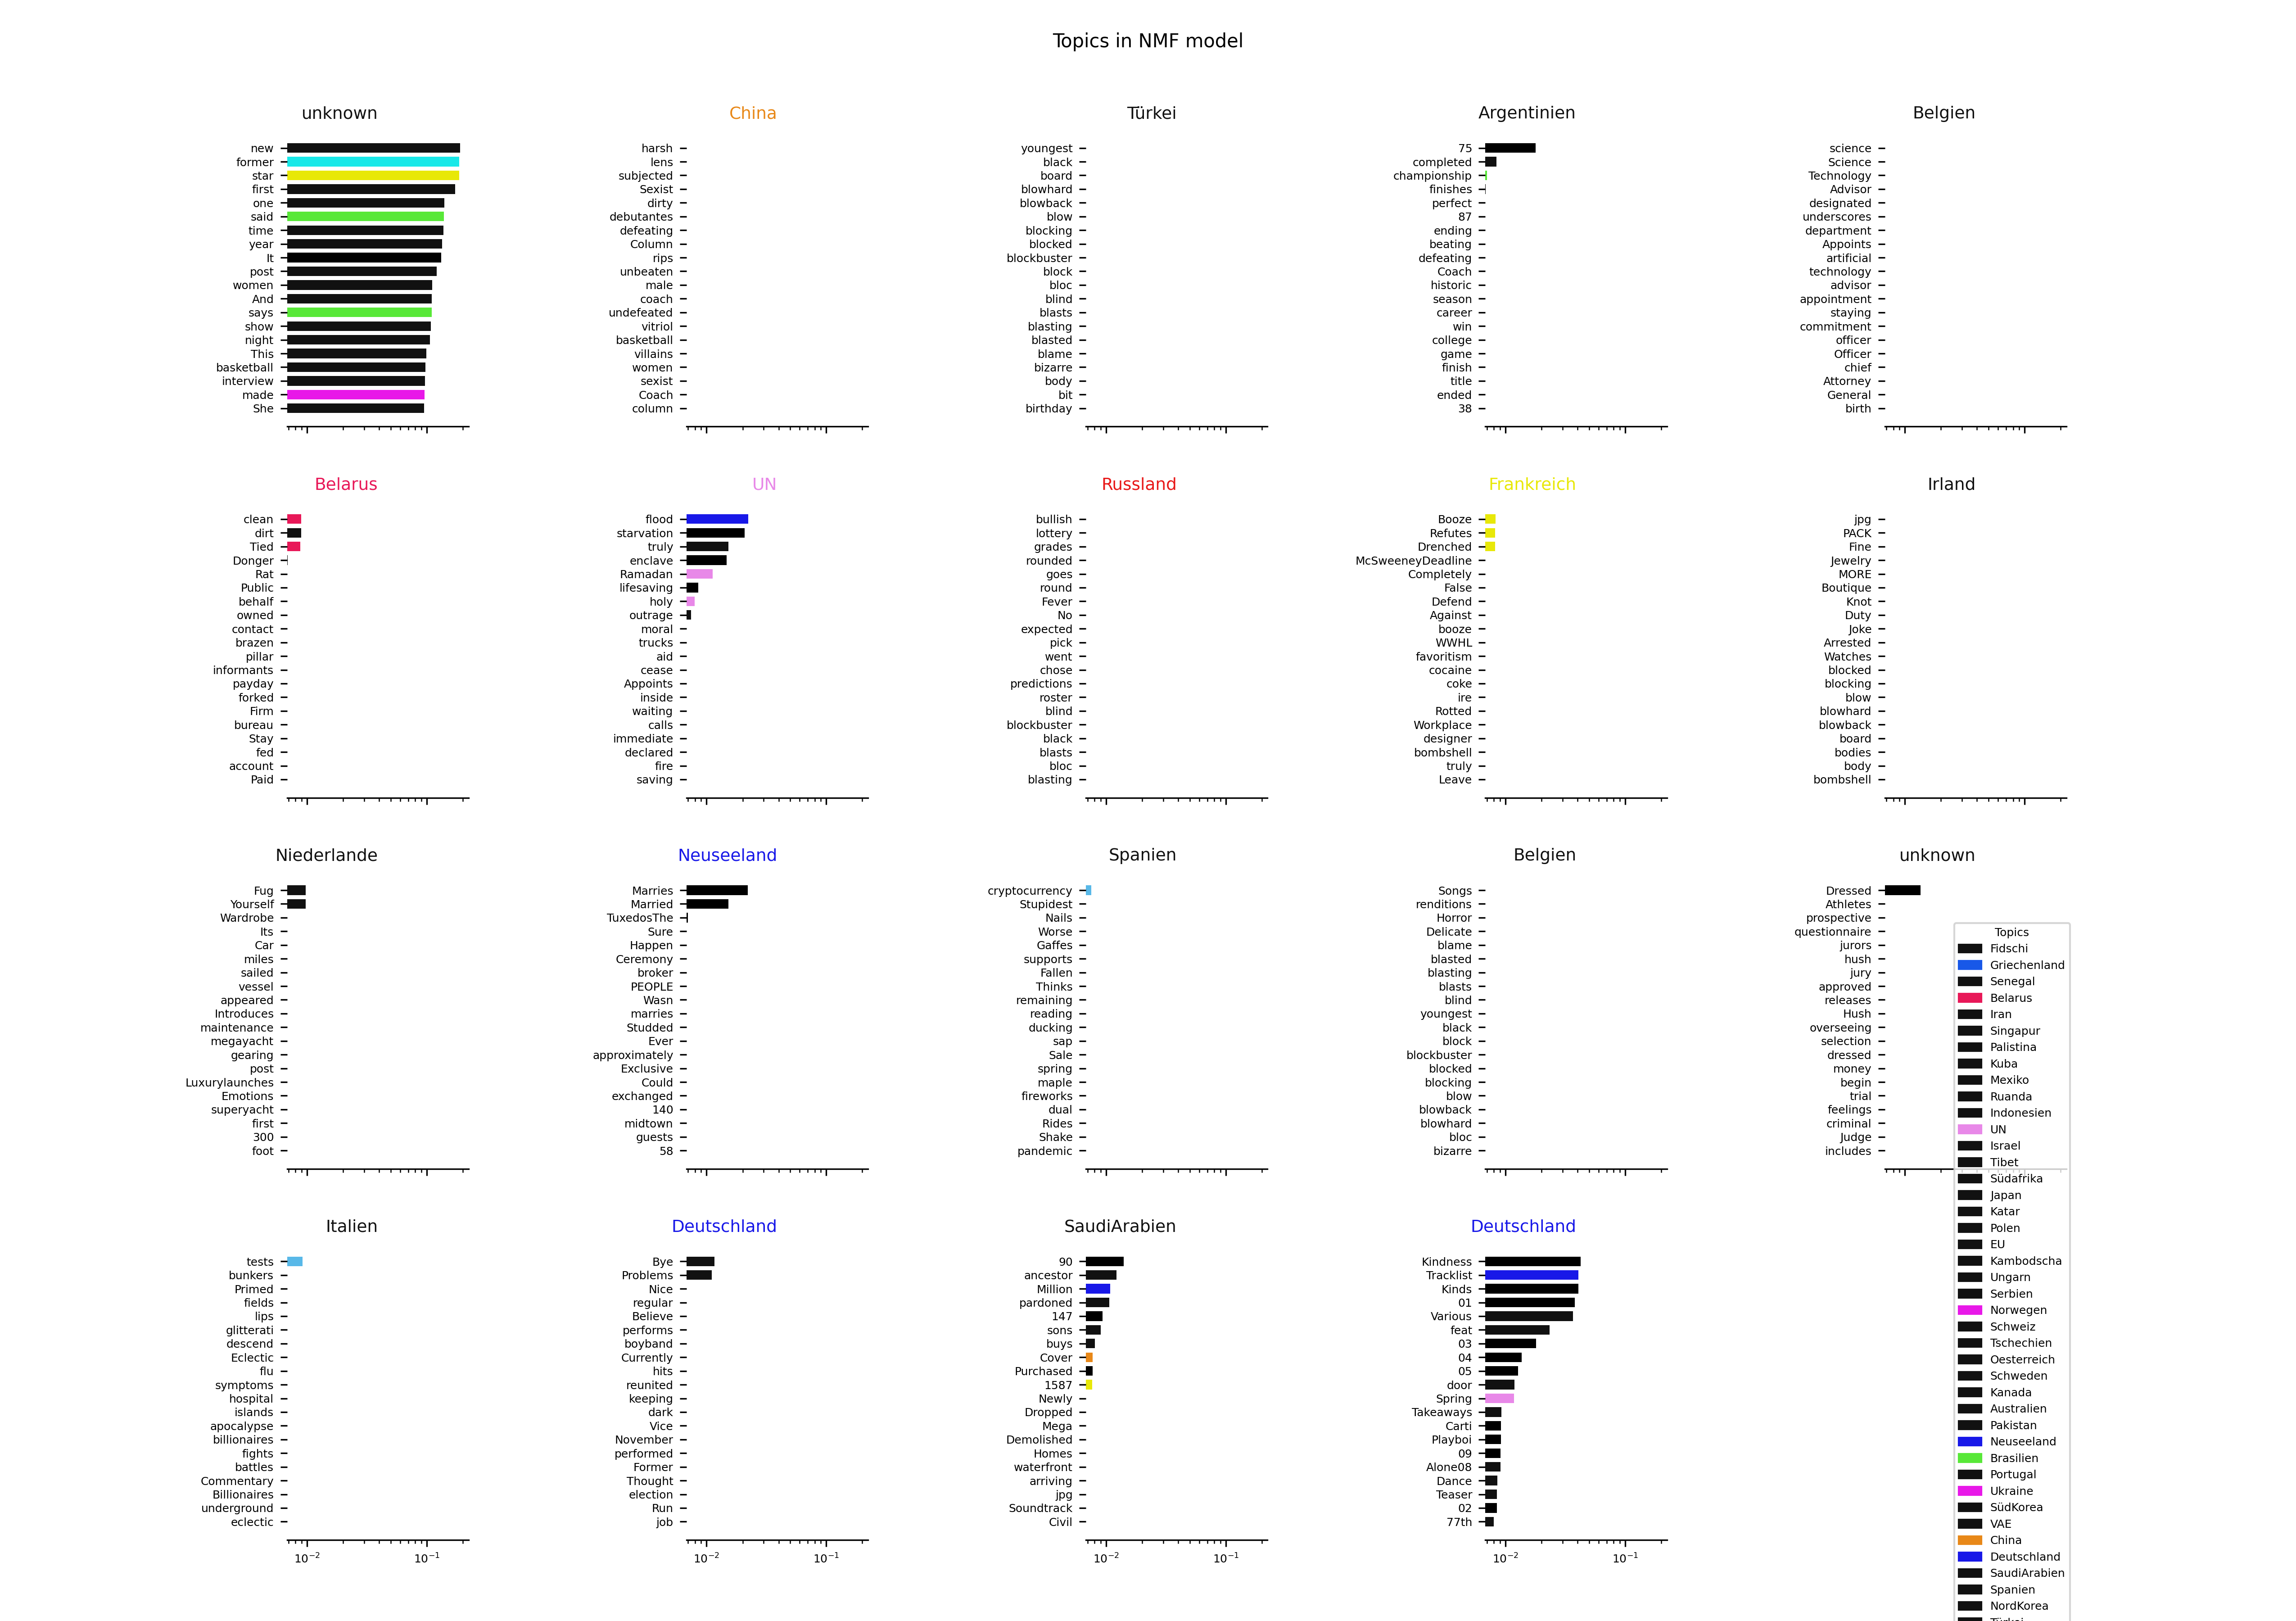 Topics in NMF model
unknown
new
former
star
first
one
said
time
year
It
post
women
And
says
show
night
This
basketball
interview
made
She
China
harsh
lens
subjected
Sexist
dirty
debutantes
defeating
Column
rips
unbeaten
male
coach
undefeated
vitriol
basketball
villains
women
sexist
Coach
column
Türkei
youngest
black
board
blowhard
blowback
blow
blocking
blocked
blockbuster
block
bloc
blind
blasts
blasting
blasted
blame
bizarre
body
bit
birthday
Argentinien
75
completed
championship
finishes
perfect
87
ending
beating
defeating
Coach
historic
season
career
win
college
game
finish
title
ended
38
Belgien
science
Science
Technology
Advisor
designated
underscores
department
Appoints
artificial
technology
advisor
appointment
staying
commitment
officer
Officer
chief
Attorney
General
birth
Belarus
clean
dirt
Tied
Donger
Rat
Public
behalf
owned
contact
brazen
pillar
informants
payday
forked
Firm
bureau
Stay
fed
account
Paid
UN
flood
starvation
truly
enclave
Ramadan
lifesaving
holy
outrage
moral
trucks
aid
cease
Appoints
inside
waiting
calls
immediate
declared
fire
saving
Russland
bullish
lottery
grades
rounded
goes
round
Fever
No
expected
pick
went
chose
predictions
roster
blind
blockbuster
black
blasts
bloc
blasting
Frankreich
Booze
Refutes
Drenched
McSweeneyDeadline
Completely
False
Defend
Against
booze
WWHL
favoritism
cocaine
coke
ire
Rotted
Workplace
designer
bombshell
truly
Leave
Irland
jpg
PACK
Fine
Jewelry
MORE
Boutique
Knot
Duty
Joke
Arrested
Watches
blocked
blocking
blow
blowhard
blowback
board
bodies
body
bombshell
Niederlande
Fug
Yourself
Wardrobe
Its
Car
miles
sailed
vessel
appeared
Introduces
maintenance
megayacht
gearing
post
Luxurylaunches
Emotions
superyacht
first
300
foot
Neuseeland
Marries
Married
TuxedosThe
Sure
Happen
Ceremony
broker
PEOPLE
Wasn
marries
Studded
Ever
approximately
Exclusive
Could
exchanged
140
midtown
guests
58
Spanien
cryptocurrency
Stupidest
Nails
Worse
Gaffes
supports
Fallen
Thinks
remaining
reading
ducking
sap
Sale
spring
maple
fireworks
dual
Rides
Shake
pandemic
Belgien
Songs
renditions
Horror
Delicate
blame
blasted
blasting
blasts
blind
youngest
black
block
blockbuster
blocked
blocking
blow
blowback
blowhard
bloc
bizarre
unknown
Dressed
Athletes
prospective
questionnaire
jurors
hush
jury
approved
releases
Hush
overseeing
selection
dressed
money
begin
trial
feelings
criminal
Judge
includes
Italien
tests
bunkers
Primed
fields
lips
glitterati
descend
Eclectic
flu
symptoms
hospital
islands
apocalypse
billionaires
fights
battles
Commentary
Billionaires
underground
eclectic
10⁻² 10⁻¹
Deutschland
Bye
Problems
Nice
regular
Believe
performs
boyband
Currently
hits
reunited
keeping
dark
Vice
November
performed
Former
Thought
election
Run
job
10⁻² 10⁻¹
SaudiArabien
90
ancestor
Million
pardoned
147
sons
buys
Cover
Purchased
1587
Newly
Dropped
Mega
Demolished
Homes
waterfront
arriving
jpg
Soundtrack
Civil
10⁻² 10⁻¹
Deutschland
Kindness
Tracklist
Kinds
01
Various
feat
03
04
05
door
Spring
Takeaways
Carti
Playboi
09
Alone08
Dance
Teaser
02
77th
10⁻² 10⁻¹
Topics
Fidschi
Griechenland
Senegal
Belarus
Iran
Singapur
Palistina
Kuba
Mexiko
Ruanda
Indonesien
UN
Israel
Tibet
Südafrika
Japan
Katar
Polen
EU
Kambodscha
Ungarn
Serbien
Norwegen
Schweiz
Tschechien
Oesterreich
Schweden
Kanada
Australien
Pakistan
Neuseeland
Brasilien
Portugal
Ukraine
SüdKorea
VAE
China
Deutschland
SaudiArabien
Spanien
NordKorea